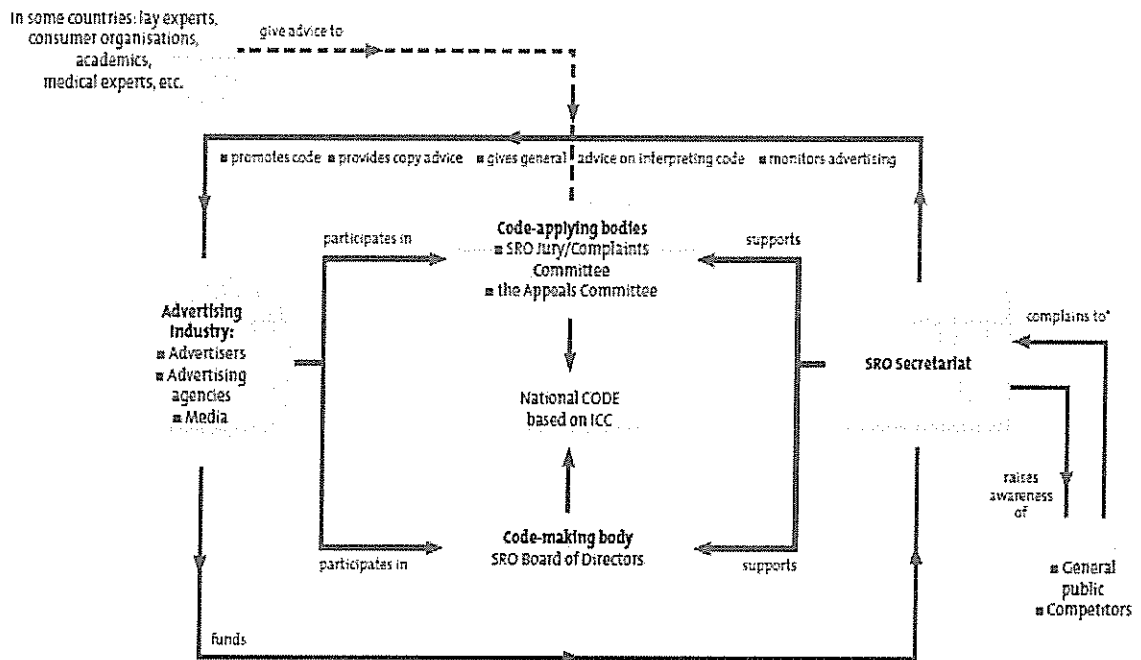 In some countries: lay experts,
consumer organisations,
academics,
medical experts, etc.
give advice to
■ promotes code ■ provides copy advice ■ gives general advice on interpreting code ■ monitors advertising
participates in
Code-applying bodies
■ SRO Jury/Complaints
Committee
■ the Appeals Committee
supports
Advertising
Industry:
■ Advertisers
■ Advertising
agencies
■ Media
National CODE
based on ICC
SRO Secretariat
complains to*
raises
awareness
of
participates in
Code-making body
SRO Board of Directors
supports
■ General
public
■ Competitors
funds